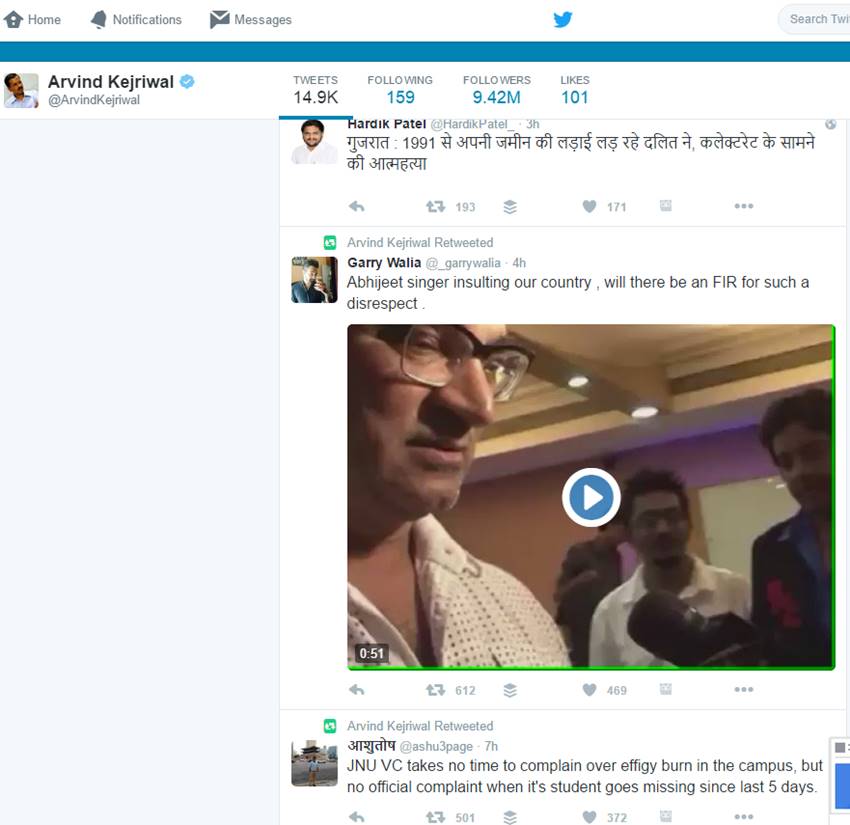 Home Notifications Messages Search Twi
Arvind Kejriwal
@ArvindKejriwal
TWEETS FOLLOWING FOLLOWERS LIKES
14.9K 159 9.42M 101
Hardik Patel @HardikPatel_ · 3h
गुजरात : 1991 से अपनी जमीन की लड़ाई लड़ रहे दलित ने, कलेक्टरेट के सामने
की आत्महत्या
193 171
Arvind Kejriwal Retweeted
Garry Walia @_garrywalia · 4h
Abhijeet singer insulting our country , will there be an FIR for such a
disrespect .
0:51
612 469
Arvind Kejriwal Retweeted
आशुतोष @ashu3page · 7h
JNU VC takes no time to complain over effigy burn in the campus, but
no official complaint when it's student goes missing since last 5 days.
501 372